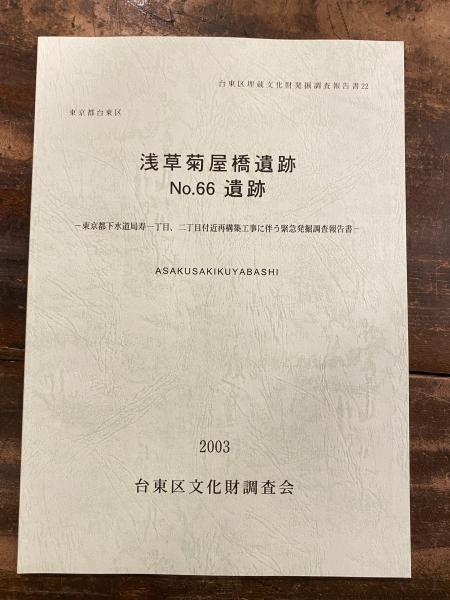 台東区埋蔵文化財発掘調査報告書22
東京都台東区
浅草菊屋橋遺跡
No.66 遺跡
−東京都下水道局寿一丁目、二丁目付近再構築工事に伴う緊急発掘調査報告書−
ASAKUSAKIKUYABASHI
2003
台東区文化財調査会